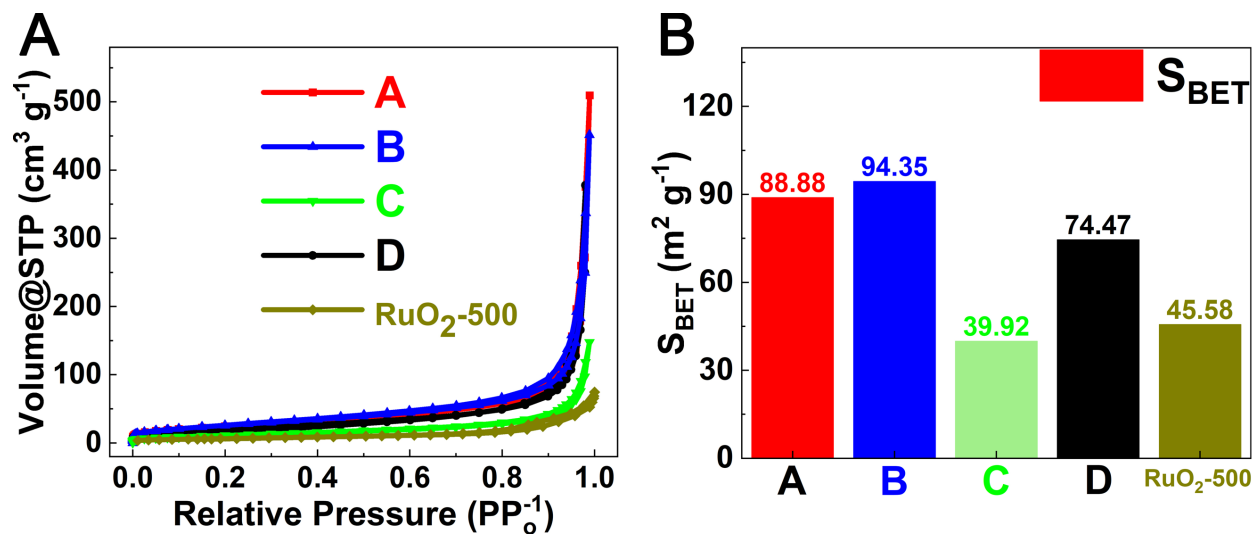 A
Volume@STP (cm³ g⁻¹)
500
400
300
200
100
0
A
B
C
D
RuO₂-500
0.0 0.2 0.4 0.6 0.8 1.0
Relative Pressure (PPₒ⁻¹)
B
S_BET (m² g⁻¹)
120
90
60
30
0
S_BET
88.88
94.35
39.92
74.47
45.58
A B C D RuO₂-500